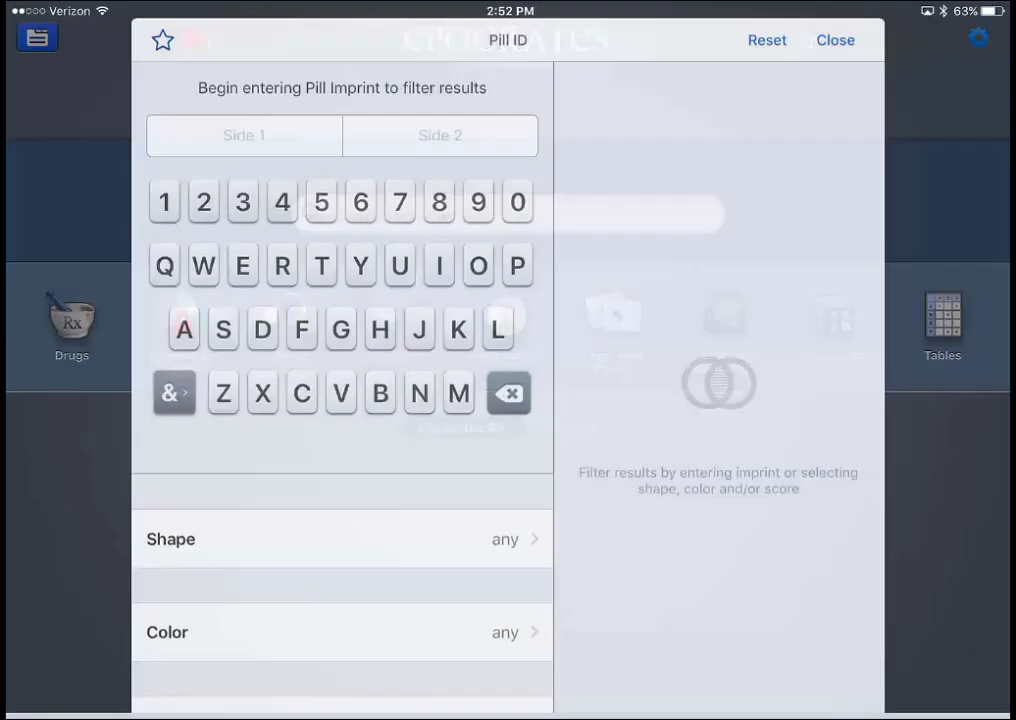 Verizon 2:52 PM 63%
Pill ID Reset Close
Begin entering Pill Imprint to filter results
Side 1 Side 2
1 2 3 4 5 6 7 8 9 0
Q W E R T Y U I O P
A S D F G H J K L
& Z X C V B N M
Rx
Drugs
Tables
Filter results by entering imprint or selecting
shape, color and/or score
Shape any
Color any